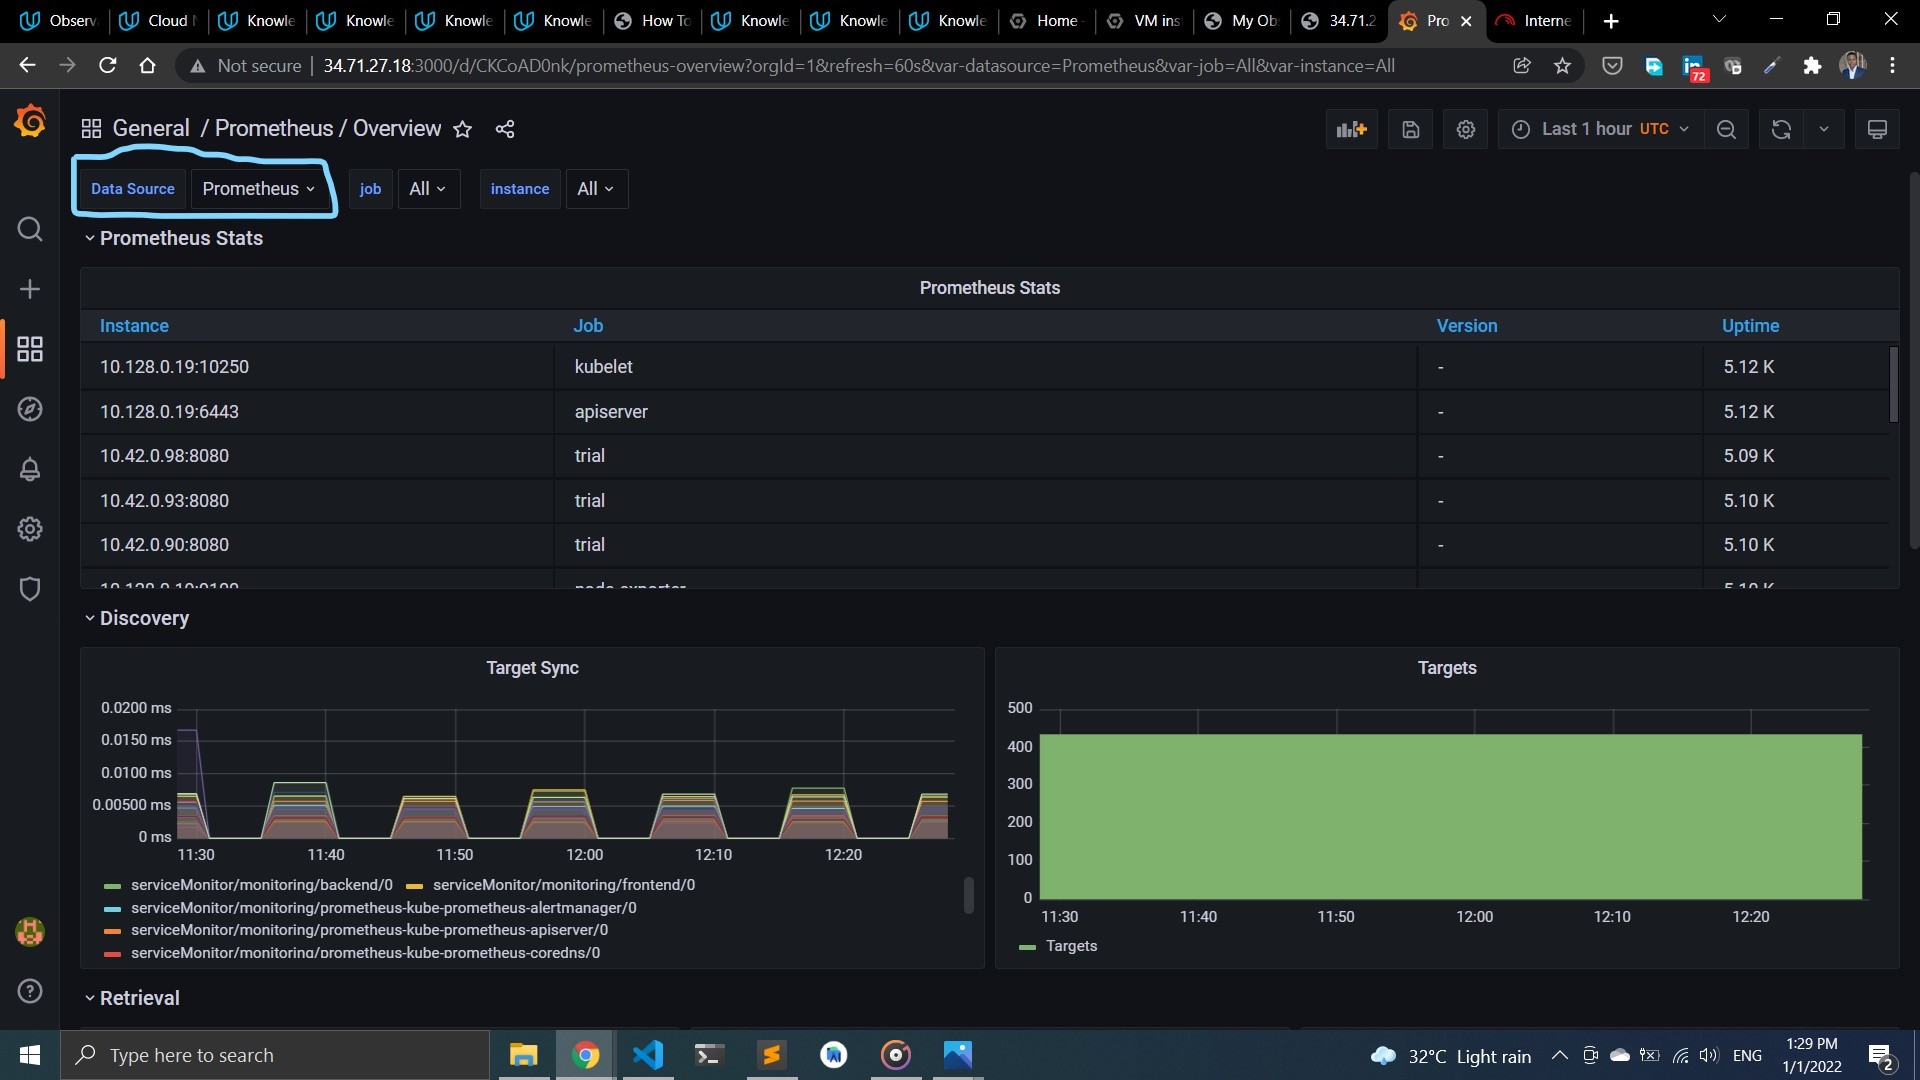 Observ
Cloud
Knowle
Knowle
Knowle
Knowle
How To
Knowle
Knowle
Knowle
Home
VM ins
My Ob
34.71.2
Pro
Interne
Not secure
34.71.27.18:3000/d/CKCoAD0nk/prometheus-overview?orgId=1&refresh=60s&var-datasource=Prometheus&var-job=All&var-instance=All
72
General / Prometheus / Overview
Last 1 hour UTC
Data Source Prometheus job All instance All
Prometheus Stats
Prometheus Stats
Instance Job Version Uptime
10.128.0.19:10250 kubelet - 5.12 K
10.128.0.19:6443 apiserver - 5.12 K
10.42.0.98:8080 trial - 5.09 K
10.42.0.93:8080 trial - 5.10 K
10.42.0.90:8080 trial - 5.10 K
Discovery
Target Sync
0.0200 ms
0.0150 ms
0.0100 ms
0.00500 ms
0 ms
11:30 11:40 11:50 12:00 12:10 12:20
serviceMonitor/monitoring/backend/0 serviceMonitor/monitoring/frontend/0
serviceMonitor/monitoring/prometheus-kube-prometheus-alertmanager/0
serviceMonitor/monitoring/prometheus-kube-prometheus-apiserver/0
serviceMonitor/monitoring/prometheus-kube-prometheus-coredns/0
Targets
500
400
300
200
100
0
11:30 11:40 11:50 12:00 12:10 12:20
Targets
Retrieval
Type here to search
32°C Light rain
ENG
1:29 PM
1/1/2022
2